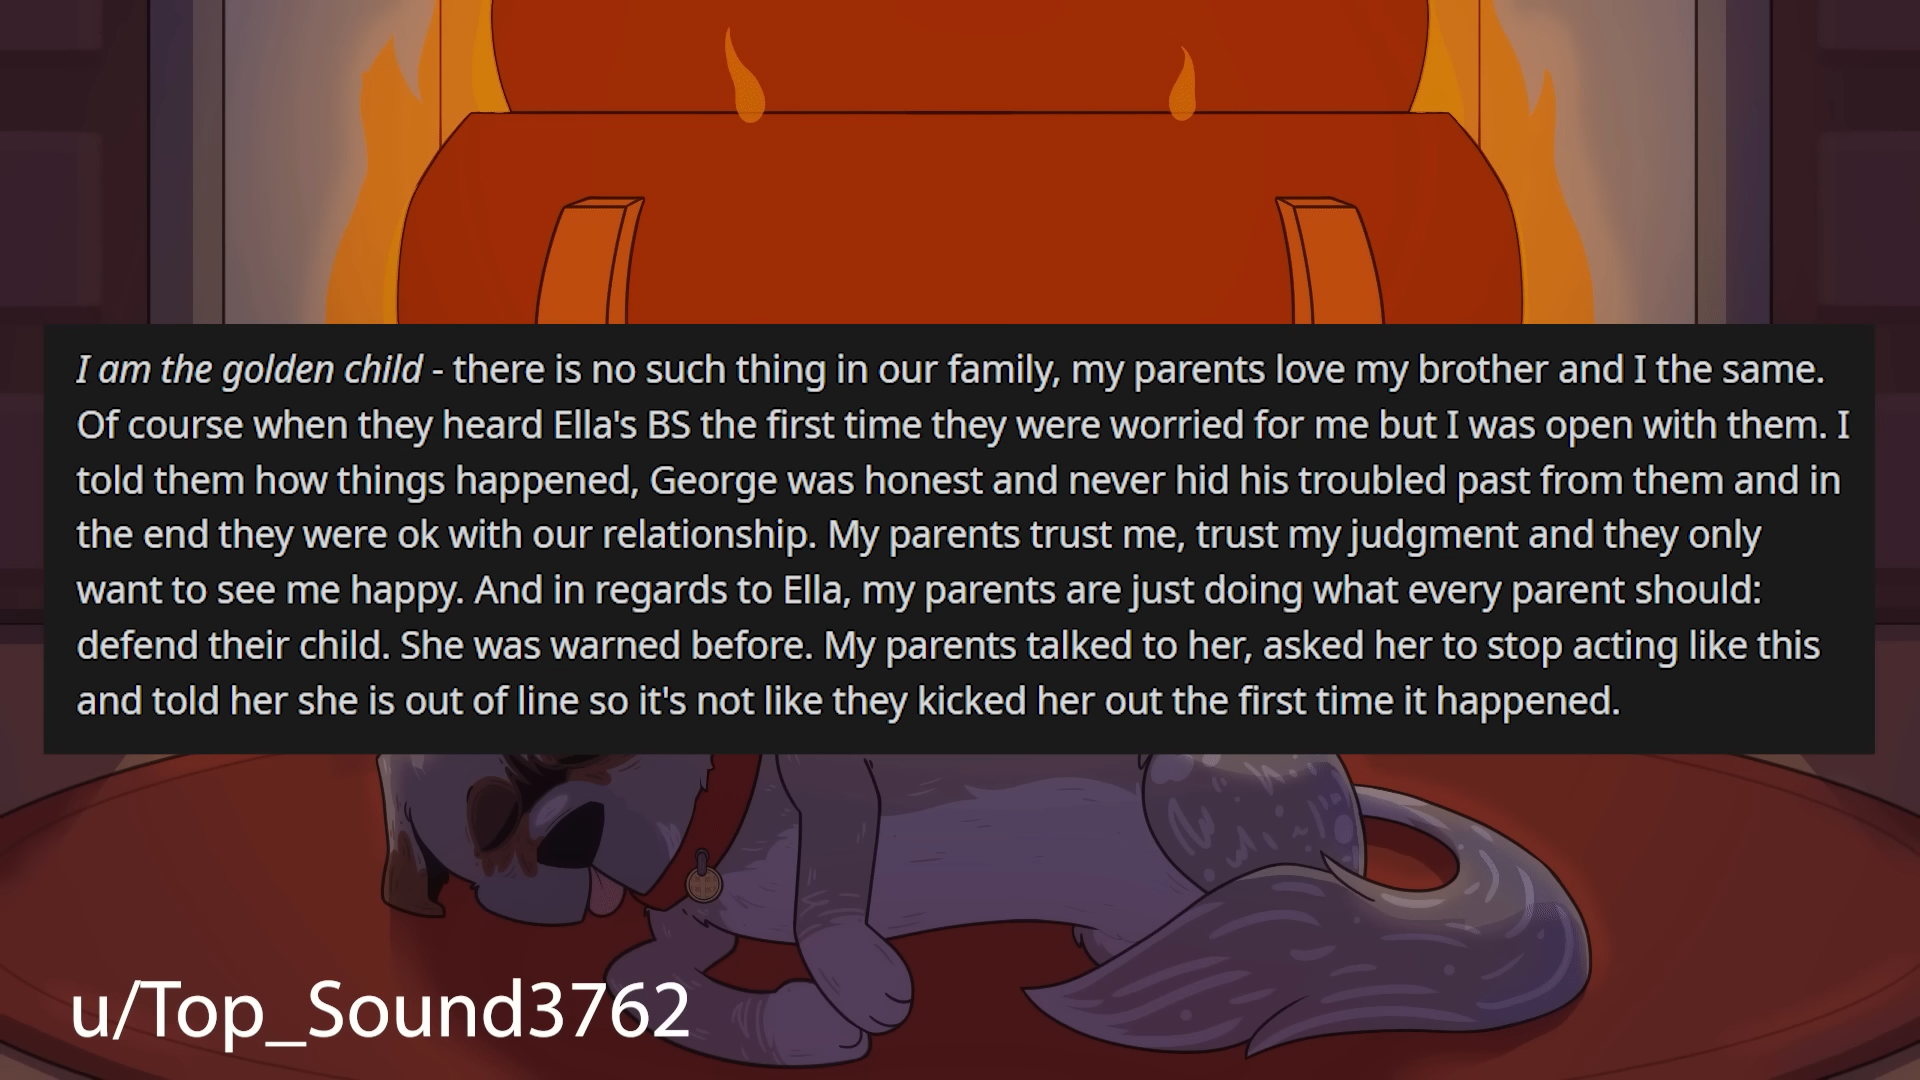 I am the golden child - there is no such thing in our family, my parents love my brother and I the same.
Of course when they heard Ella's BS the first time they were worried for me but I was open with them. I
told them how things happened, George was honest and never hid his troubled past from them and in
the end they were ok with our relationship. My parents trust me, trust my judgment and they only
want to see me happy. And in regards to Ella, my parents are just doing what every parent should:
defend their child. She was warned before. My parents talked to her, asked her to stop acting like this
and told her she is out of line so it's not like they kicked her out the first time it happened.
u/Top_Sound3762